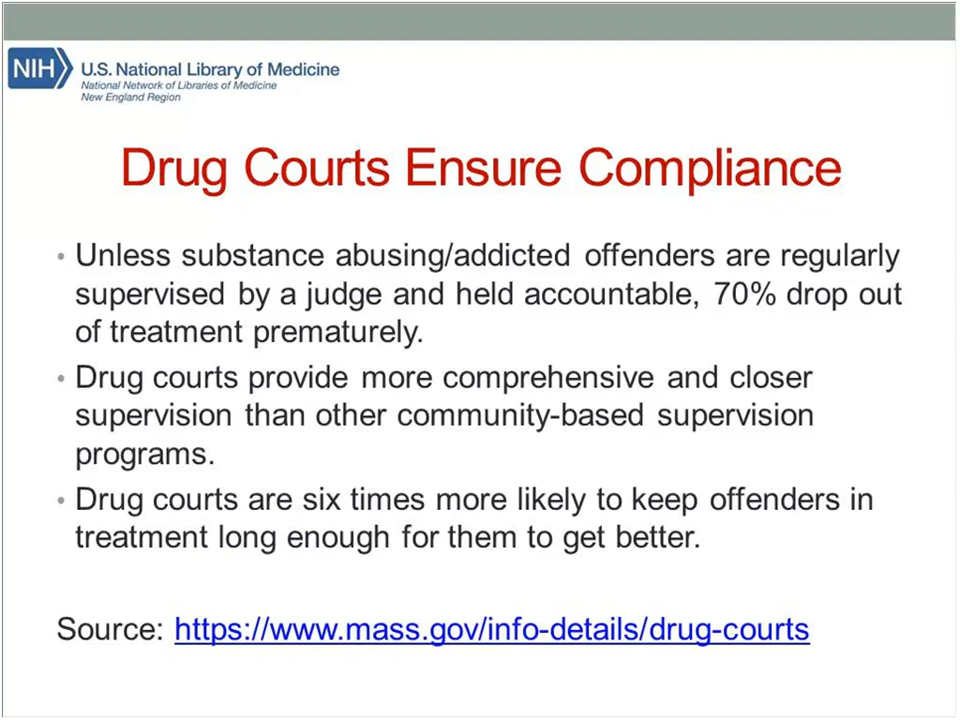 NIH
U.S. National Library of Medicine
National Network of Libraries of Medicine
New England Region
Drug Courts Ensure Compliance
• Unless substance abusing/addicted offenders are regularly
supervised by a judge and held accountable, 70% drop out
of treatment prematurely.
• Drug courts provide more comprehensive and closer
supervision than other community-based supervision
programs.
• Drug courts are six times more likely to keep offenders in
treatment long enough for them to get better.
Source: https://www.mass.gov/info-details/drug-courts